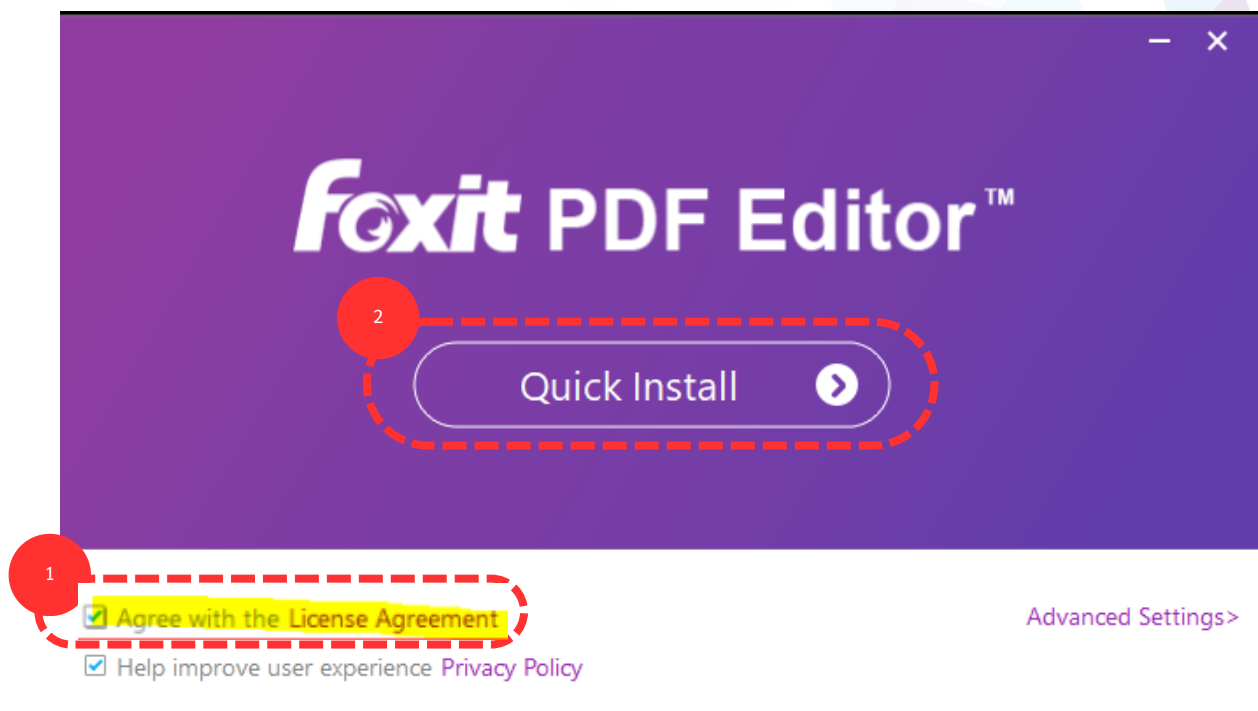 foxit PDF Editor™
2
Quick Install
1
Agree with the License Agreement
Advanced Settings>
Help improve user experience Privacy Policy